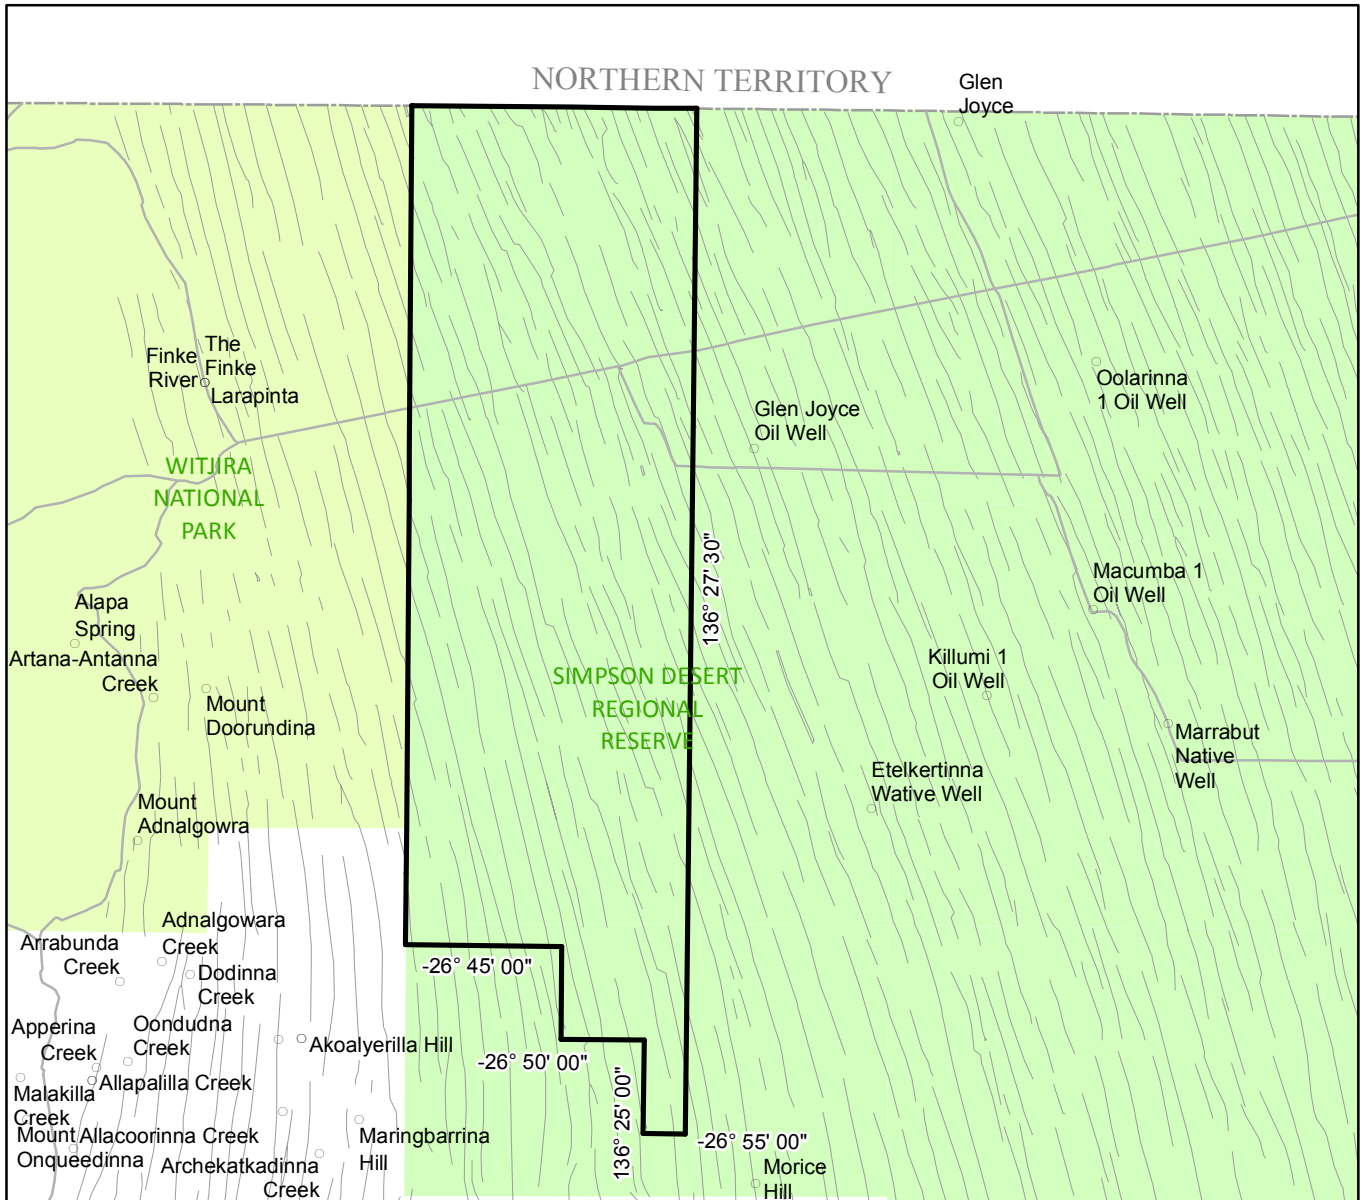 NORTHERN TERRITORY
Glen
Joyce
The
Finke
Finke
River
Larapinta
Oolarinna
1 Oil Well
Glen Joyce
Oil Well
WITJIRA
NATIONAL
PARK
136° 27' 30"
Macumba 1
Oil Well
Alapa
Spring
Artana-Antanna
Creek
Killumi 1
Oil Well
SIMPSON DESERT
REGIONAL
RESERVE
Mount
Doorundina
Marrabut
Native
Well
Etelkertinna
Wative Well
Mount
Adnalgowra
Adnalgowara
Creek
Arrabunda
Creek
Dodinna
Creek
-26° 45' 00"
Apperina
Creek
Oondudna
Creek
Akoalyerilla Hill
-26° 50' 00"
Allapalilla Creek
Malakilla
Creek
136° 25' 00"
Mount
Onqueedinna
Allacoorinna Creek
Maringbarrina
Hill
-26° 55' 00"
Archekatkadinna
Creek
Morice
Hill